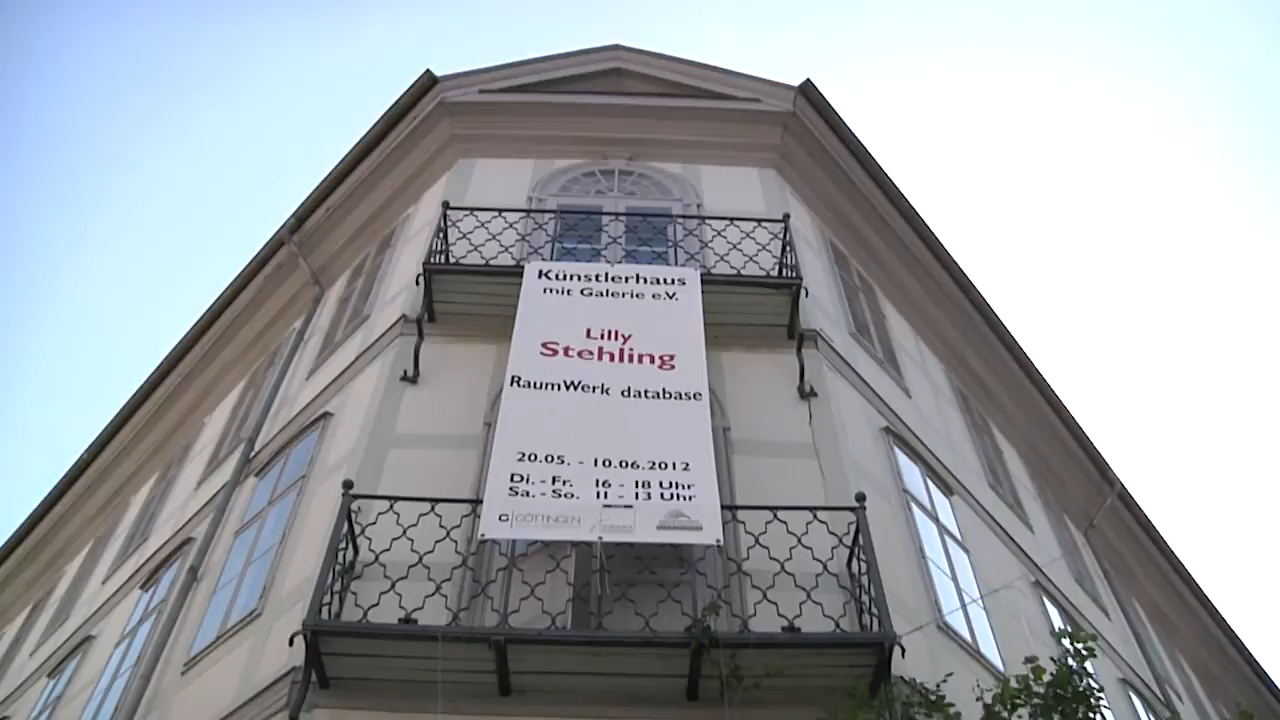 Künstlerhaus
mit Galerie e.V.
Lilly
Stehling
RaumWerk database
20.05. - 10.06.2012
Di. - Fr. 16 - 18 Uhr
Sa. - So. 11 - 13 Uhr
G GÖTTINGEN